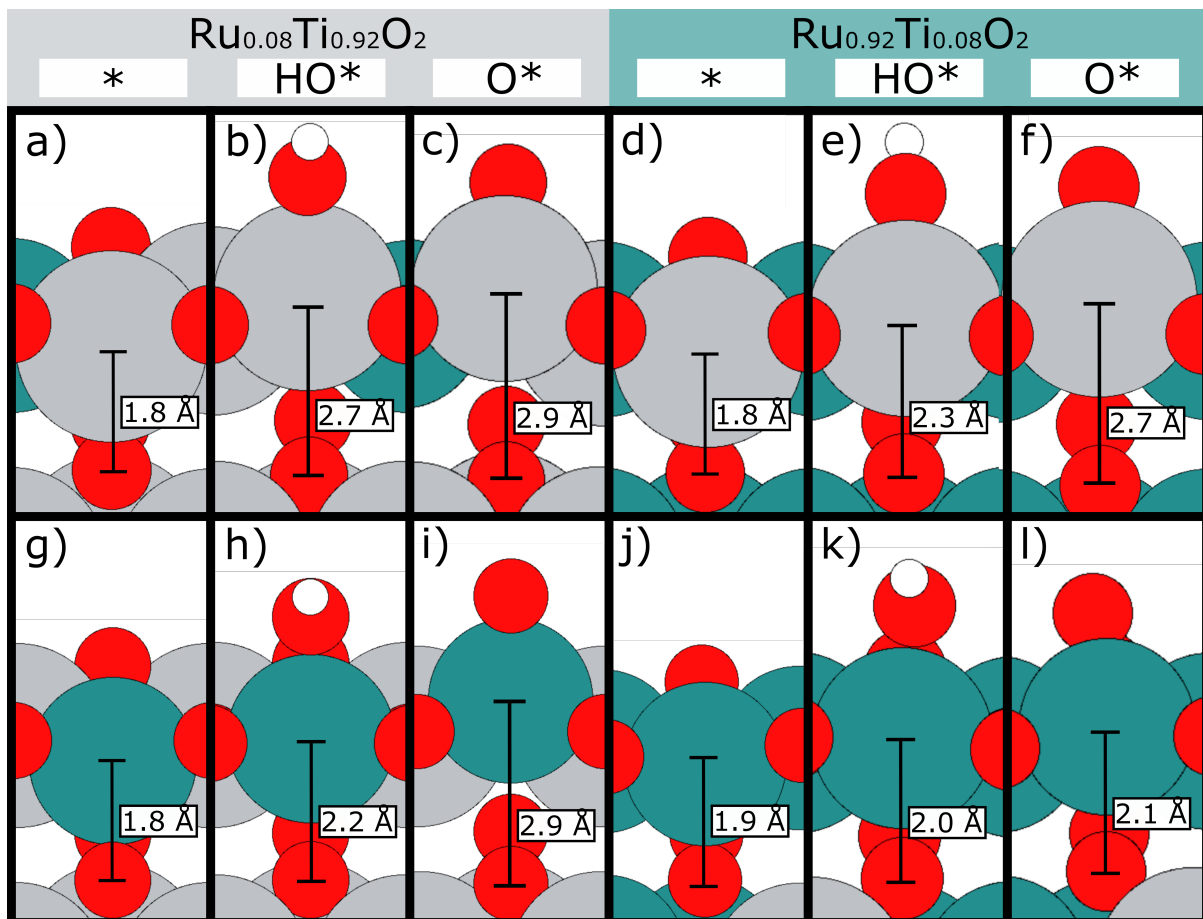 Ru0.08Ti0.92O2
Ru0.92Ti0.08O2
* HO* O* * HO* O*
a) b) c) d) e) f)
1.8 Å 2.7 Å 2.9 Å 1.8 Å 2.3 Å 2.7 Å
g) h) i) j) k) l)
1.8 Å 2.2 Å 2.9 Å 1.9 Å 2.0 Å 2.1 Å